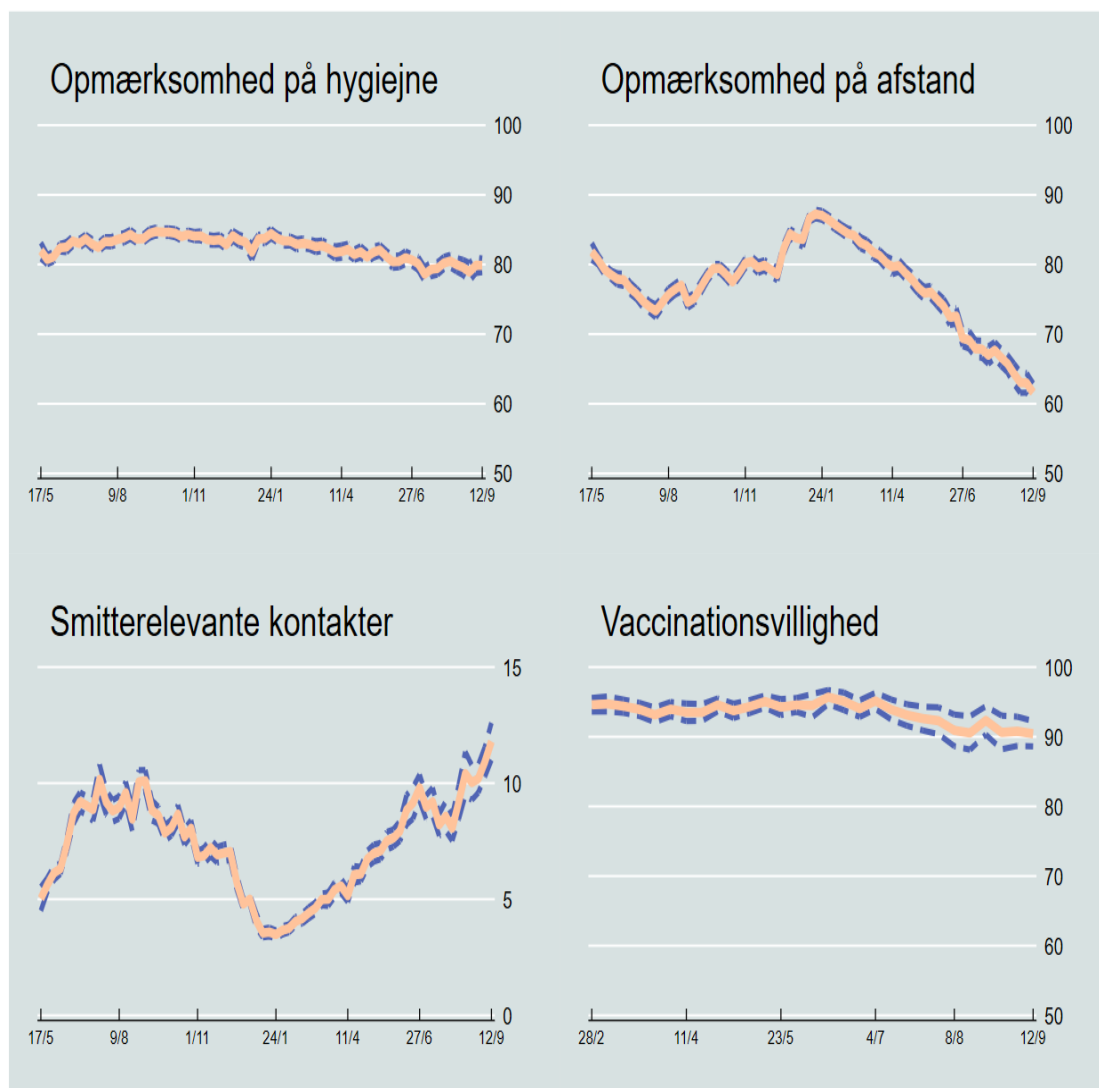 Opmærksomhed på hygiejne
100
90
80
70
60
50
17/5 9/8 1/11 24/1 11/4 27/6 12/9
Opmærksomhed på afstand
100
90
80
70
60
50
17/5 9/8 1/11 24/1 11/4 27/6 12/9
Smitterelevante kontakter
15
10
5
0
17/5 9/8 1/11 24/1 11/4 27/6 12/9
Vaccinationsvillighed
100
90
80
70
60
50
28/2 11/4 23/5 4/7 8/8 12/9